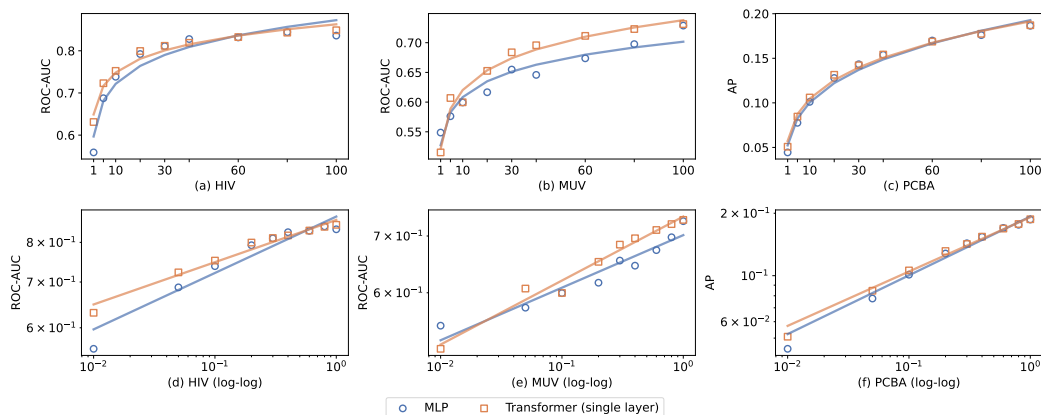 ROC-AUC
0.8
0.7
0.6
1 10 30 60 100
(a) HIV
ROC-AUC
0.70
0.65
0.60
0.55
1 10 30 60 100
(b) MUV
AP
0.20
0.15
0.10
0.05
1 10 30 60 100
(c) PCBA
ROC-AUC
8 × 10⁻¹
7 × 10⁻¹
6 × 10⁻¹
10⁻² 10⁻¹ 10⁰
(d) HIV (log-log)
ROC-AUC
7 × 10⁻¹
6 × 10⁻¹
10⁻² 10⁻¹ 10⁰
(e) MUV (log-log)
AP
2 × 10⁻¹
10⁻¹
6 × 10⁻²
10⁻² 10⁻¹ 10⁰
(f) PCBA (log-log)
MLP Transformer (single layer)